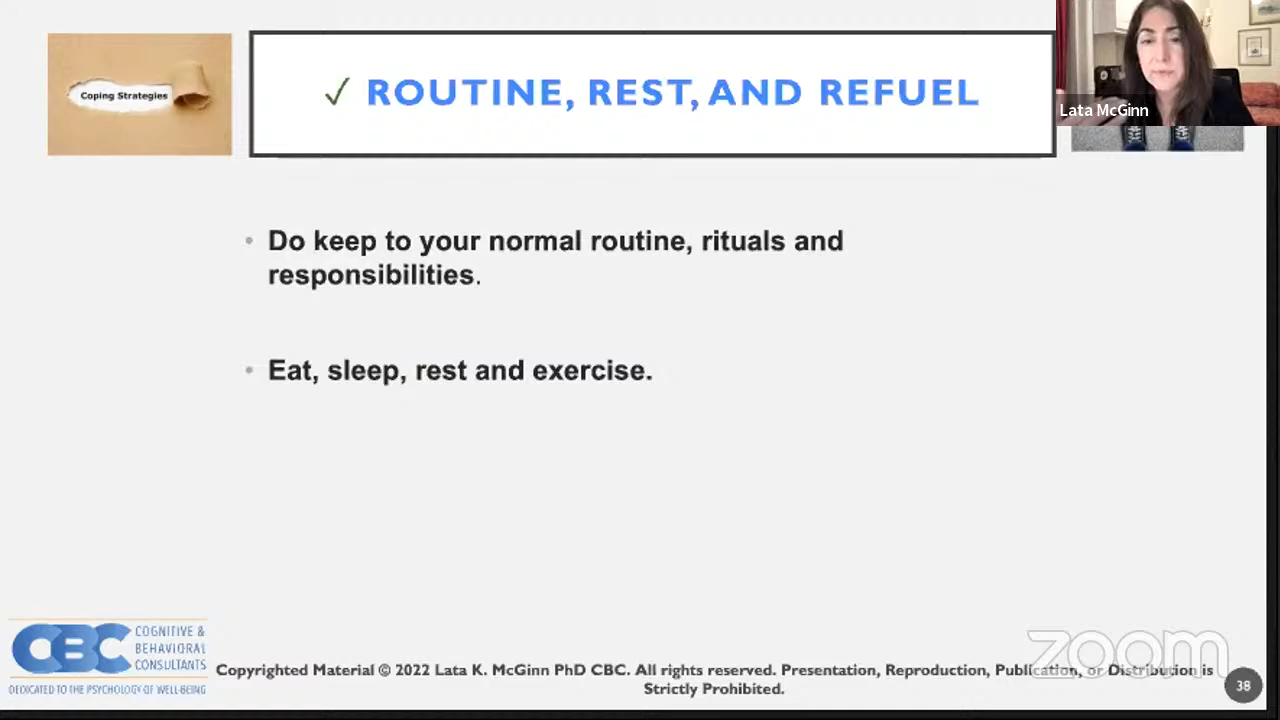 Coping Strategies
✓ ROUTINE, REST, AND REFUEL
Lata McGinn
• Do keep to your normal routine, rituals and
responsibilities.
• Eat, sleep, rest and exercise.
CBC
COGNITIVE &
BEHAVIORAL
CONSULTANTS
DEDICATED TO THE PSYCHOLOGY OF WELL-BEING
Copyrighted Material © 2022 Lata K. McGinn PhD CBC. All rights reserved. Presentation, Reproduction, Publication, or Distribution is
Strictly Prohibited.
zoom
38